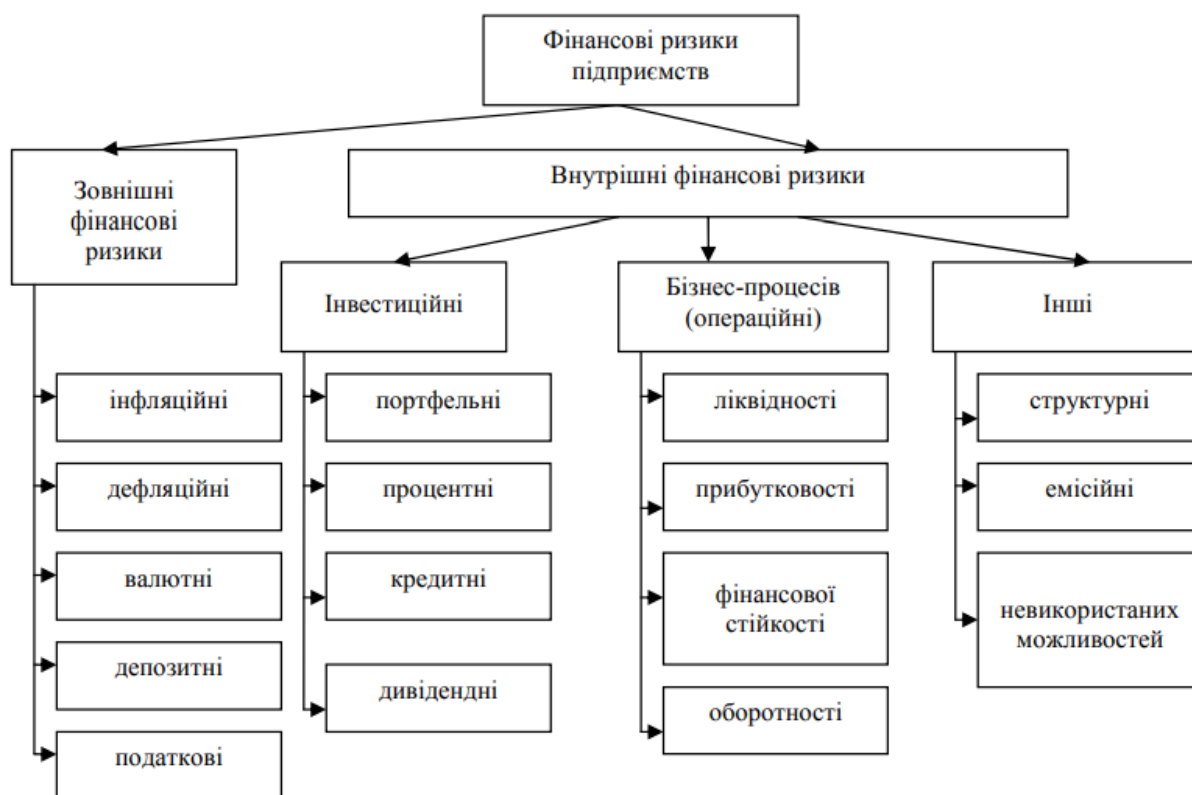 Фінансові ризики
підприємств
Зовнішні
фінансові
ризики
Внутрішні фінансові ризики
Інвестиційні
Бізнес-процесів
(операційні)
Інші
інфляційні
дефляційні
валютні
депозитні
податкові
портфельні
процентні
кредитні
дивідендні
ліквідності
прибутковості
фінансової
стійкості
оборотності
структурні
емісійні
невикористаних
можливостей